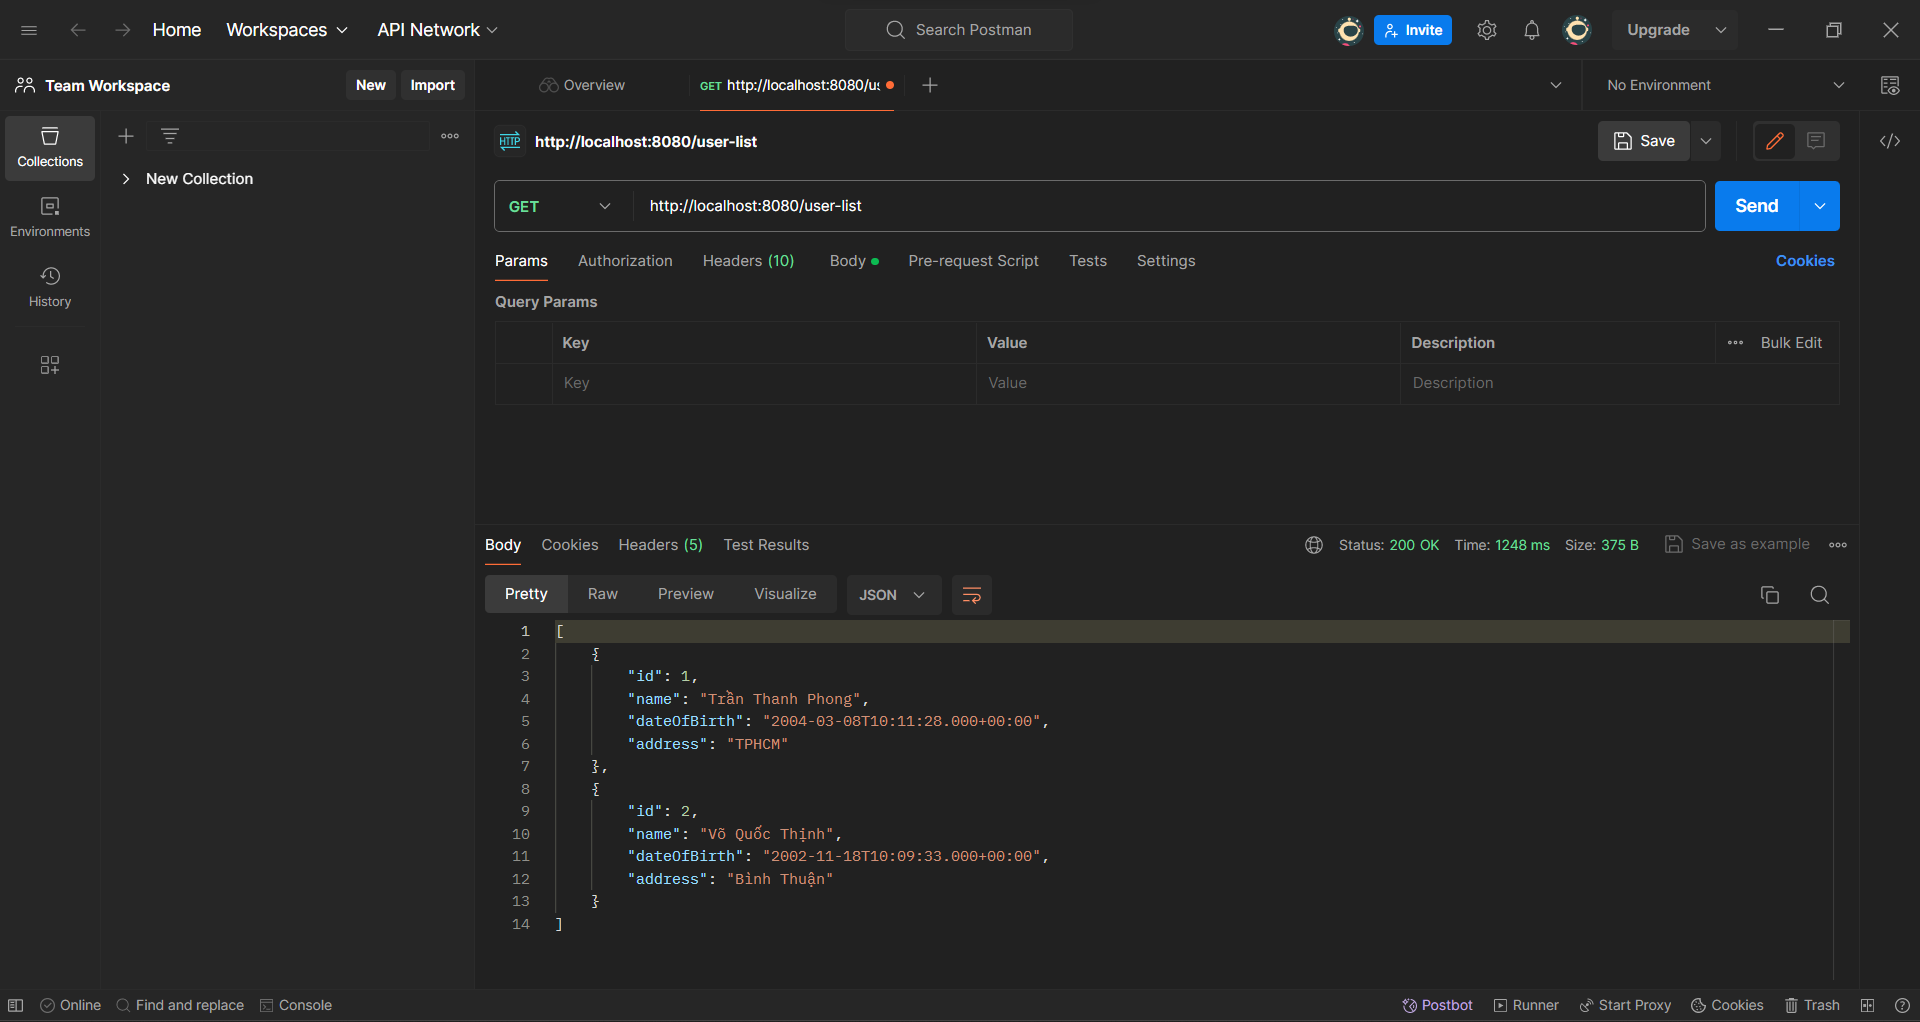 Home Workspaces API Network Search Postman Invite Upgrade
Team Workspace New Import Overview GET http://localhost:8080/us No Environment
Collections
Environments
History
New Collection
HTTP http://localhost:8080/user-list Save
GET http://localhost:8080/user-list Send
Params Authorization Headers (10) Body Pre-request Script Tests Settings Cookies
Query Params
Key Value Description Bulk Edit
Key Value Description
Body Cookies Headers (5) Test Results Status: 200 OK Time: 1248 ms Size: 375 B Save as example
Pretty Raw Preview Visualize JSON
1 [
2 {
3 "id": 1,
4 "name": "Trần Thanh Phong",
5 "dateOfBirth": "2004-03-08T10:11:28.000+00:00",
6 "address": "TPHCM"
7 },
8 {
9 "id": 2,
10 "name": "Võ Quốc Thịnh",
11 "dateOfBirth": "2002-11-18T10:09:33.000+00:00",
12 "address": "Bình Thuận"
13 }
14 ]
Online Find and replace Console Postbot Runner Start Proxy Cookies Trash